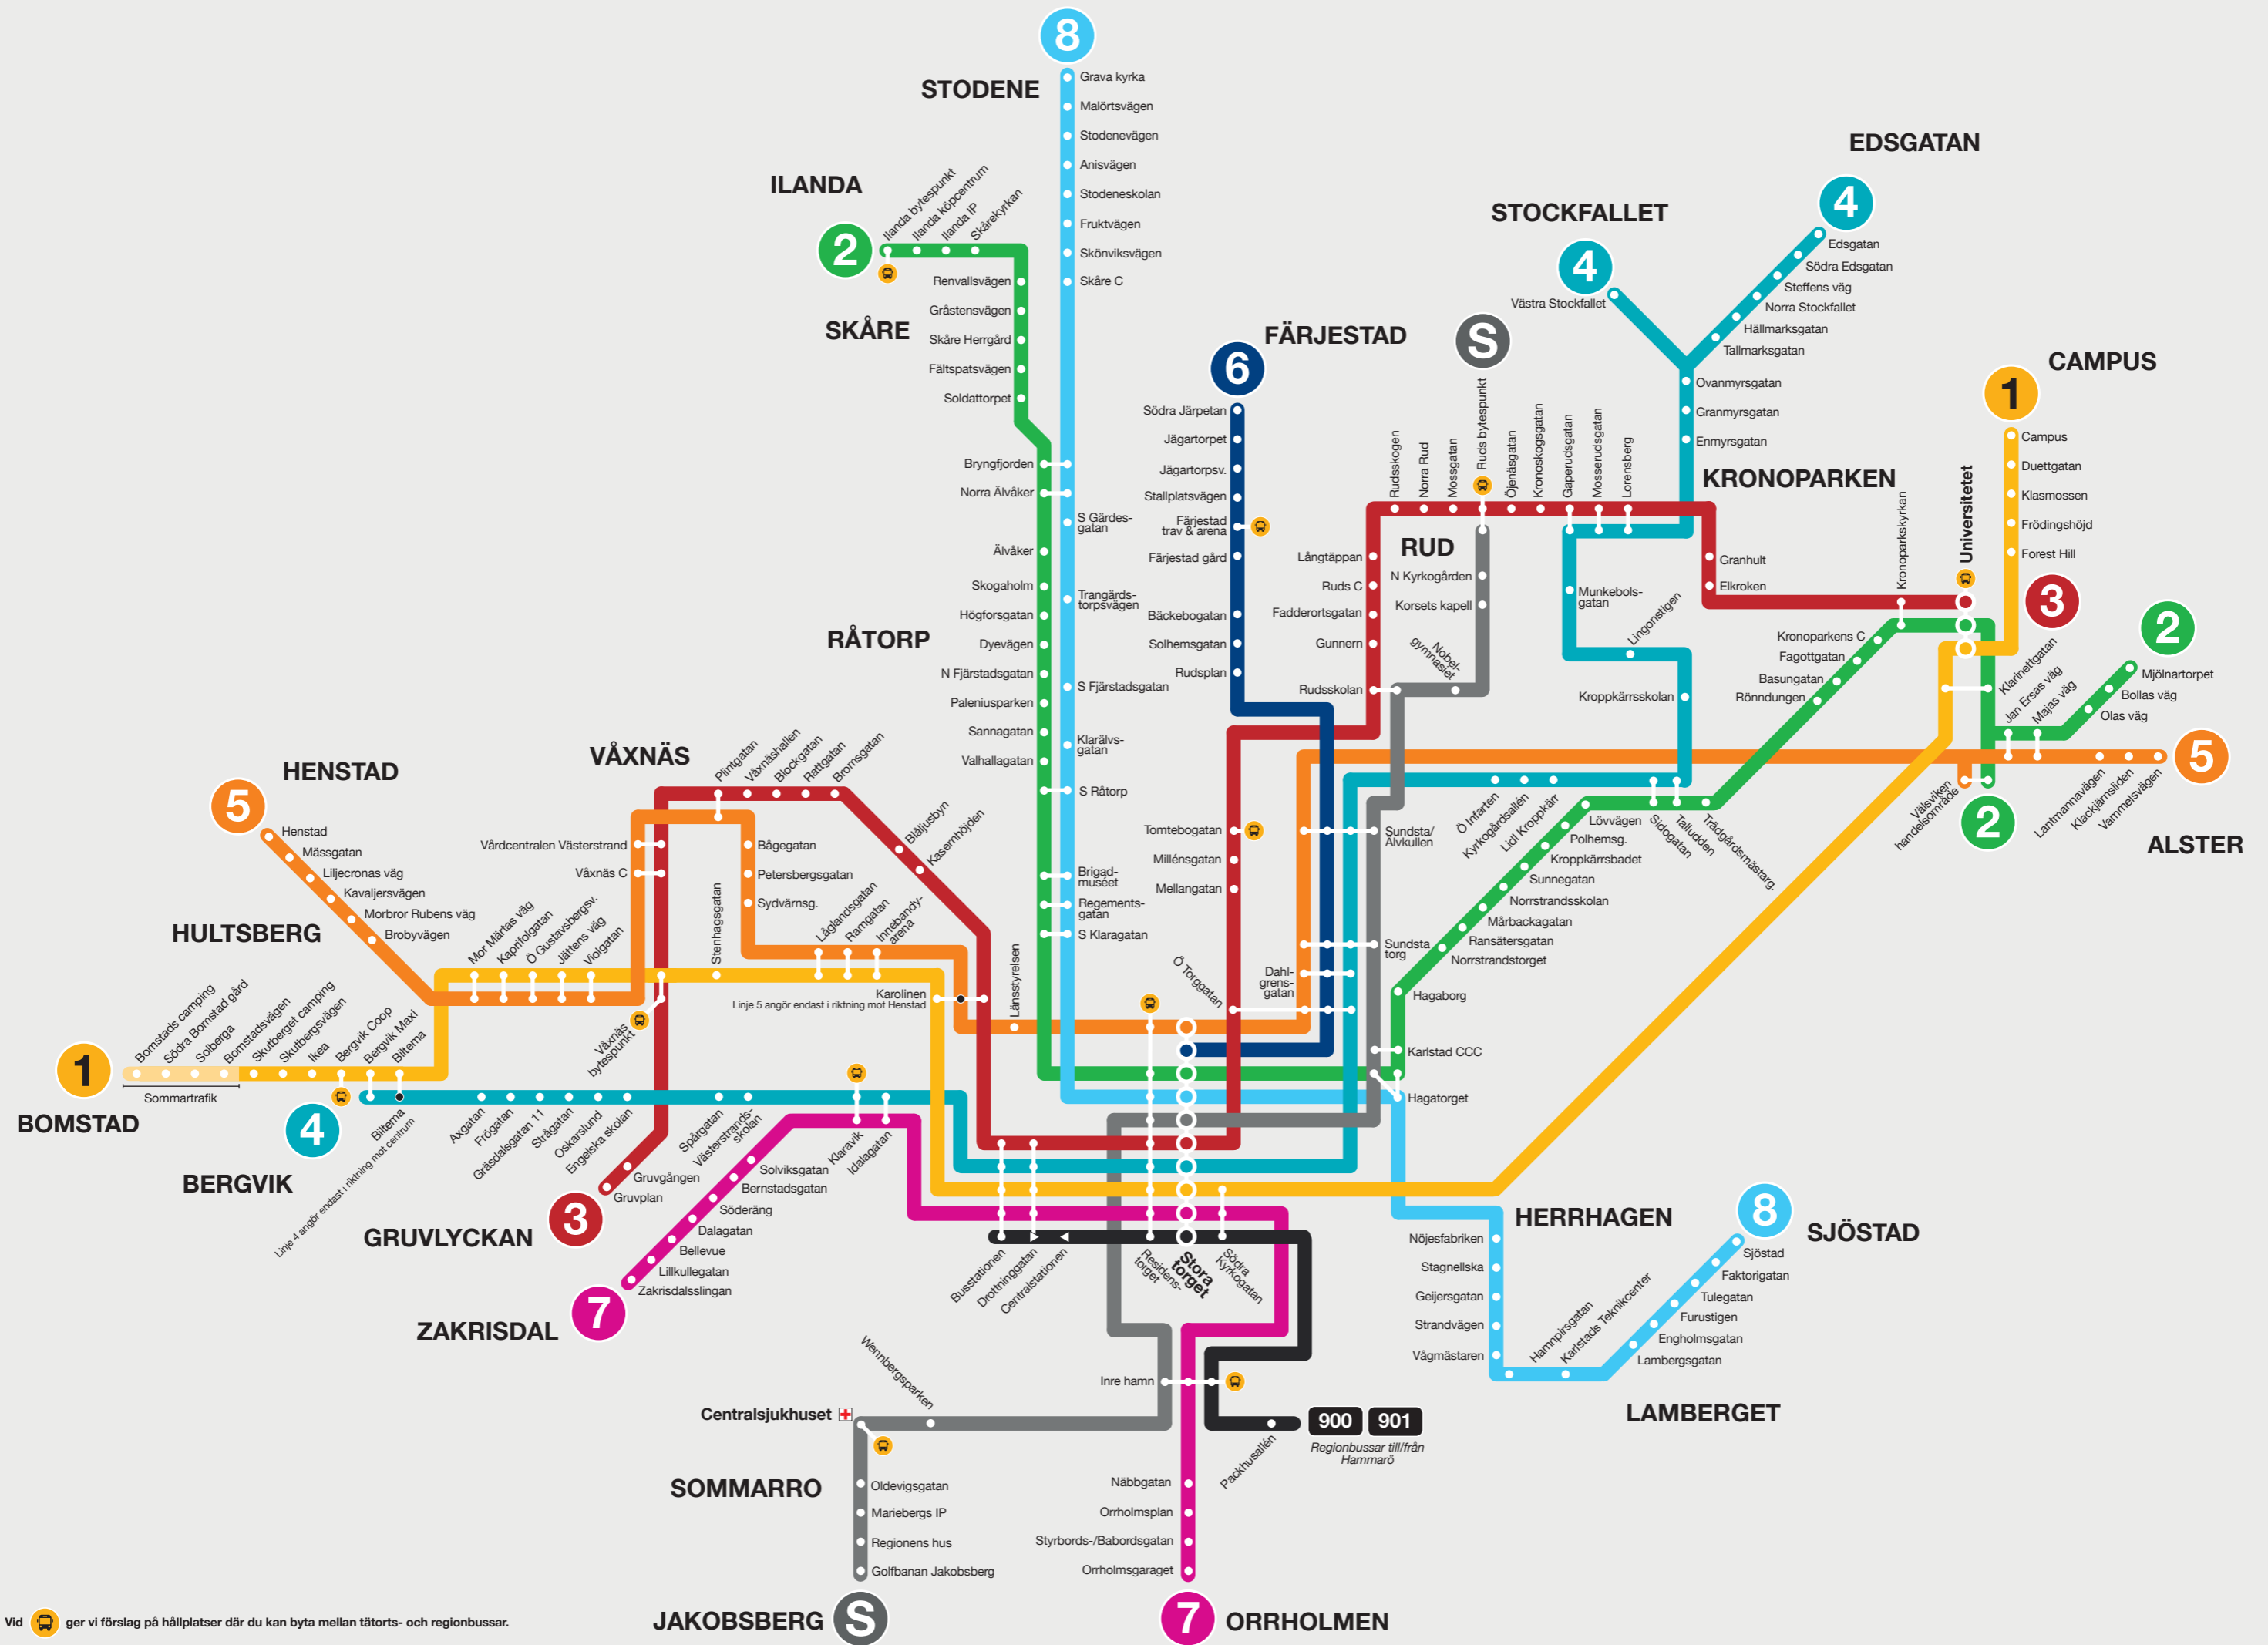 8
STODENE
Grava kyrka
Malörtsvägen
Stodenevägen
Anisvägen
Stodeneskolan
Fruktvägen
Skönviksvägen
Skåre C
ILANDA
2
Ilanda bytespunkt
Ilanda köpcentrum
Ilanda IP
Skårekyrkan
Renvallsvägen
Gråstensvägen
SKÅRE
Skåre Herrgård
Fältspatsvägen
Soldattorpet
Bryngfjorden
Norra Älvåker
S Gärdes-
gatan
Älvåker
Skogaholm
Trangärds-
torpsvägen
Högforsgatan
RÅTORP
Dyevägen
N Fjärstadsgatan
S Fjärstadsgatan
Paleniusparken
Sannagatan
Klarälvs-
gatan
Valhallagatan
S Råtorp
Brigad-
muséet
Regements-
gatan
S Klaragatan
6
FÄRJESTAD
Södra Järpetan
Jägartorpet
Jägartorpsv.
Stallplatsvägen
Färjestad
trav & arena
Färjestad gård
Bäckebogatan
Solhemsgatan
Rudsplan
S
Rudsskogen
Norra Rud
Mossgatan
Ruds bytespunkt
Öjenäsgatan
Kronoskogsgatan
Gaperudsgatan
Mosserudsgatan
Lorensberg
RUD
Långtäppan
Ruds C
Fadderortsgatan
Gunnern
Rudsskolan
N Kyrkogården
Korsets kapell
Nobel-
gymnasiet
EDSGATAN
4
STOCKFALLET
4
Västra Stockfallet
Edsgatan
Södra Edsgatan
Steffens väg
Norra Stockfallet
Hällmarksgatan
Tallmarksgatan
Ovanmyrsgatan
Granmyrsgatan
Enmyrsgatan
KRONOPARKEN
Granhult
Elkroken
Munkebols-
gatan
Lingonstigen
Kroppkärrsskolan
Kronoparkskyrkan
Universitetet
CAMPUS
1
Campus
Duettgatan
Klasmossen
Frödingshöjd
Forest Hill
3
2
Kronoparkens C
Fagottgatan
Basungatan
Rönndungen
Klarinettgatan
Jan Ersas väg
Majas väg
Mjölnartorpet
Bollas väg
Olas väg
5
ALSTER
Lantmannavägen
Klackjärnsliden
Vammelsvägen
Välsviken
handelsområde
2
Ö Infarten
Kyrkogårdsallén
Lid Kroppkärr
Lövvägen
Sidogatan
Talludden
Trädgårdsmästarg.
Polhemsg.
Kroppkärrsbadet
Sunnegatan
Norrstrandsskolan
Mårbackagatan
Ransätersgatan
Norrstrandstorget
Hagaborg
Karlstad CCC
Hagatorget
Tomtebogatan
Millénsgatan
Mellangatan
Sundsta/
Älvkullen
Sundsta
torg
Dahl-
grens-
gatan
Ö Torggatan
VÅXNÄS
Plintgatan
Våxnäshallen
Blockgatan
Rattgatan
Bromsgatan
Blåljusbyn
Kasernhöjden
Vårdcentralen Västerstrand
Våxnäs C
Bågegatan
Petersbergsgatan
Sydvärnsg.
Stenhagsgatan
Låglandsgatan
Ramgatan
Innebandy-
arena
Karolinen
Linje 5 angör endast i riktning mot Henstad
Länsstyrelsen
Våxnäs
bytespunkt
HENSTAD
5
Henstad
Mässgatan
Liljecronas väg
Kavaljersvägen
Morbror Rubens väg
Brobyvägen
HULTSBERG
Mor Märtas väg
Kaprifolgatan
Ö Gustavsbergsv.
Jättens väg
Violgatan
1
BOMSTAD
Bomstads camping
Södra Bomstad gård
Solberga
Bomstadsvägen
Skutberget camping
Skutbergsvägen
Ikea
Bergvik Coop
Bergvik Maxi
Biltema
Sommartrafik
4
BERGVIK
Biltema
Linje 4 angör endast i riktning mot centrum
Axgatan
Frögatan
Gräsdalsgatan 11
Strågatan
Oskarslund
Engelska skolan
Spårgatan
Västerstrands-
skolan
Klaravik
Idalagatan
Gruvgången
Gruvplan
3
GRUVLYCKAN
Solviksgatan
Bernstadsgatan
Söderäng
Dalagatan
Bellevue
Lillkullegatan
Zakrisdalsslingan
7
ZAKRISDAL
Busstationen
Drottninggatan
Centralstationen
Residens-
torget
Stora
torget
Södra
Kyrkogatan
HERRHAGEN
Nöjesfabriken
Stagnellska
Geijersgatan
Strandvägen
Vågmästaren
Hamnpirsgatan
Karlstads Teknikcenter
8
SJÖSTAD
Sjöstad
Faktorigatan
Tulegatan
Furustigen
Engholmsgatan
Lambergsgatan
LAMBERGET
Inre hamn
Wennbergsparken
Centralsjukhuset
Packhusallén
900
901
Regionbussar till/från
Hammarö
SOMMARRO
Oldevigsgatan
Mariebergs IP
Regionens hus
Golfbanan Jakobsberg
JAKOBSBERG
S
Näbbgatan
Orrholmsplan
Styrbords-/Babordsgatan
Orrholmsgaraget
7
ORRHOLMEN
Vid ger vi förslag på hållplatser där du kan byta mellan tätorts- och regionbussar.